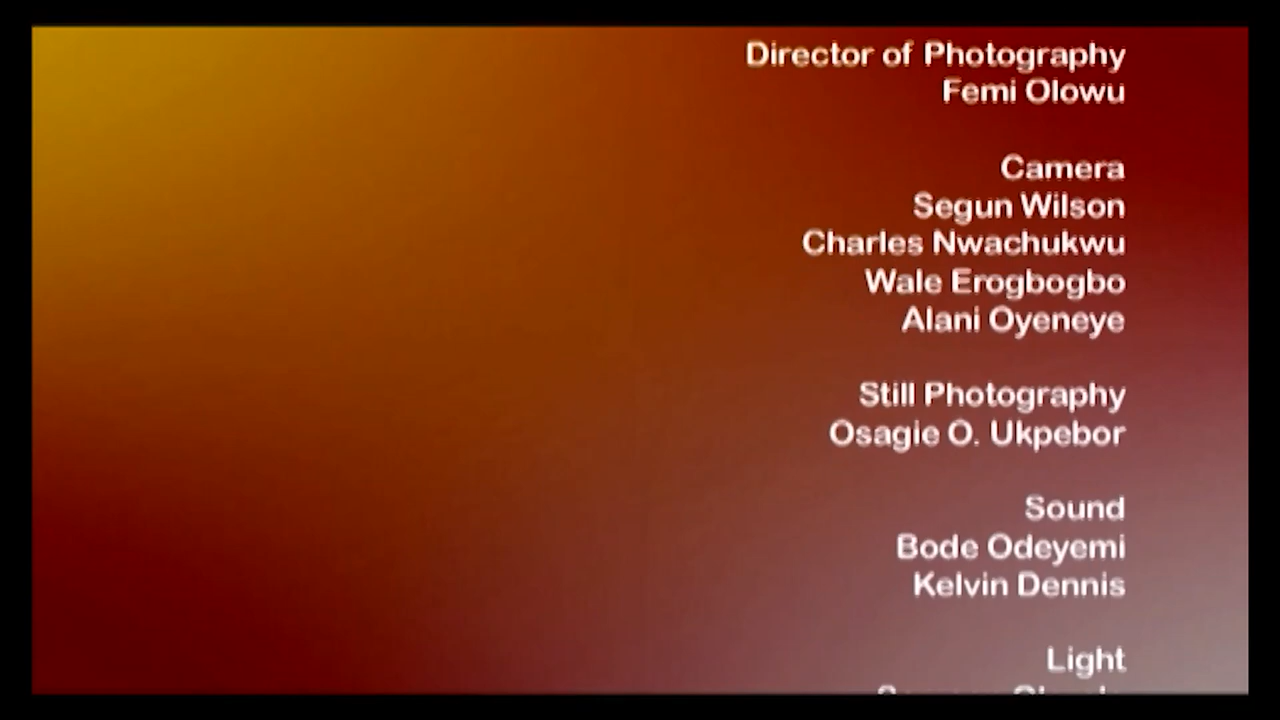 Director of Photography
Femi Olowu
Camera
Segun Wilson
Charles Nwachukwu
Wale Erogbogbo
Alani Oyeneye
Still Photography
Osagie O. Ukpebor
Sound
Bode Odeyemi
Kelvin Dennis
Light